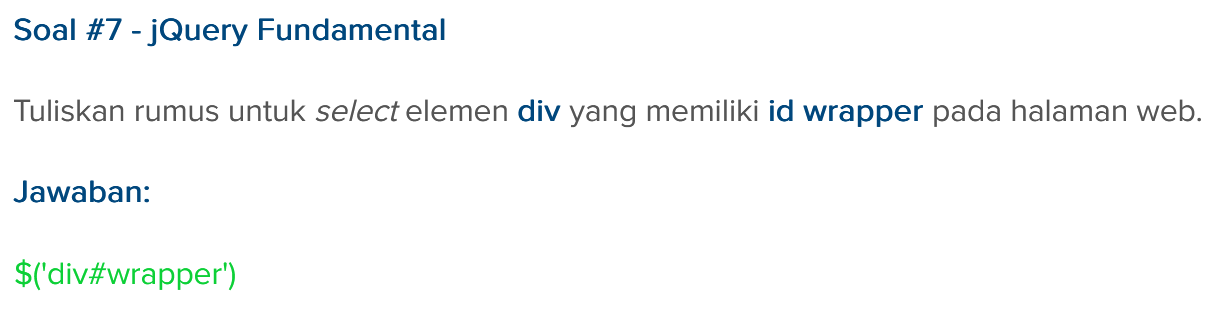 Soal #7 - jQuery Fundamental
Tuliskan rumus untuk select elemen div yang memiliki id wrapper pada halaman web.
Jawaban:
$('div#wrapper')